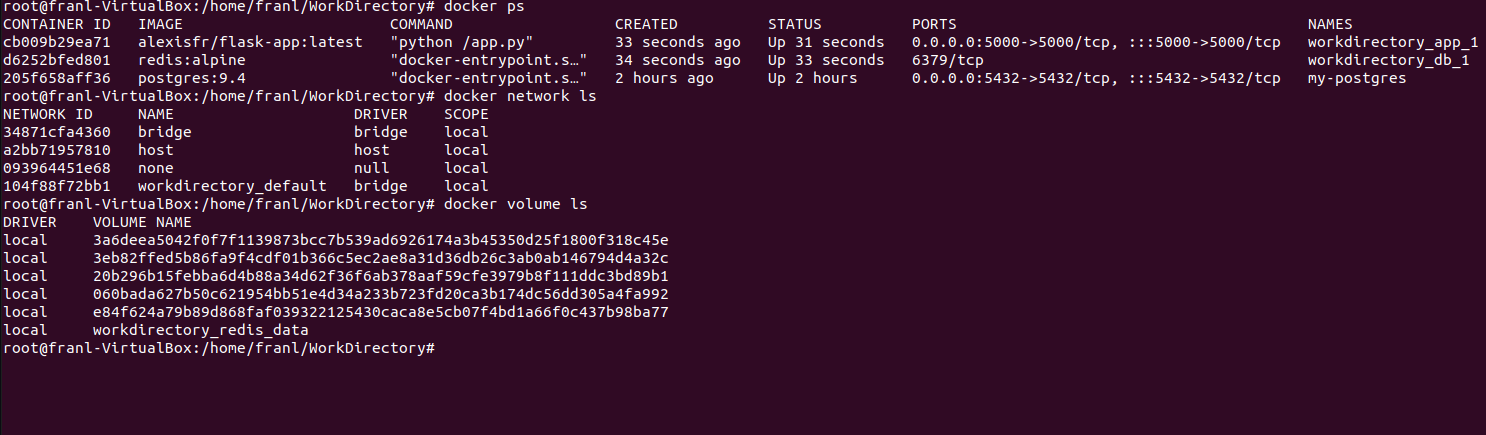 root@franl-VirtualBox:/home/franl/WorkDirectory# docker ps
CONTAINER ID   IMAGE                       COMMAND                  CREATED          STATUS          PORTS                                       NAMES
cb009b29ea71   alexisfr/flask-app:latest   "python /app.py"         33 seconds ago   Up 31 seconds   0.0.0.0:5000->5000/tcp, :::5000->5000/tcp   workdirectory_app_1
d6252bfed801   redis:alpine                "docker-entrypoint.s…"   34 seconds ago   Up 33 seconds   6379/tcp                                    workdirectory_db_1
205f658aff36   postgres:9.4                "docker-entrypoint.s…"   2 hours ago      Up 2 hours      0.0.0.0:5432->5432/tcp, :::5432->5432/tcp   my-postgres
root@franl-VirtualBox:/home/franl/WorkDirectory# docker network ls
NETWORK ID     NAME                    DRIVER    SCOPE
34871cfa4360   bridge                  bridge    local
a2bb71957810   host                    host      local
093964451e68   none                    null      local
104f88f72bb1   workdirectory_default   bridge    local
root@franl-VirtualBox:/home/franl/WorkDirectory# docker volume ls
DRIVER    VOLUME NAME
local     3a6deea5042f0f7f1139873bcc7b539ad6926174a3b45350d25f1800f318c45e
local     3eb82ffed5b86fa9f4cdf01b366c5ec2ae8a31d36db26c3ab0ab146794d4a32c
local     20b296b15febba6d4b88a34d62f36f6ab378aaf59cfe3979b8f111ddc3bd89b1
local     060bada627b50c621954bb51e4d34a233b723fd20ca3b174dc56dd305a4fa992
local     e84f624a79b89d868faf039322125430caca8e5cb07f4bd1a66f0c437b98ba77
local     workdirectory_redis_data
root@franl-VirtualBox:/home/franl/WorkDirectory#